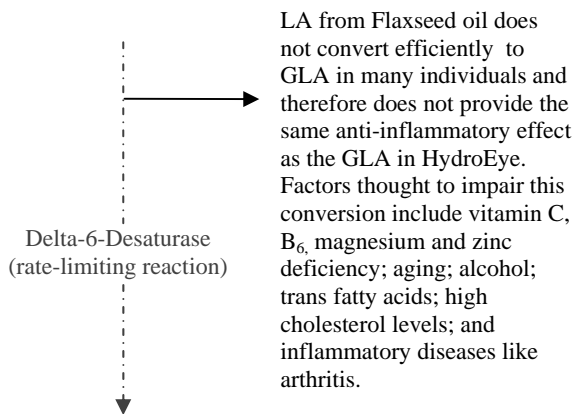 LA from Flaxseed oil does
not convert efficiently to
GLA in many individuals and
therefore does not provide the
same anti-inflammatory effect
as the GLA in HydroEye.
Factors thought to impair this
conversion include vitamin C,
B6, magnesium and zinc
deficiency; aging; alcohol;
trans fatty acids; high
cholesterol levels; and
inflammatory diseases like
arthritis.
Delta-6-Desaturase
(rate-limiting reaction)